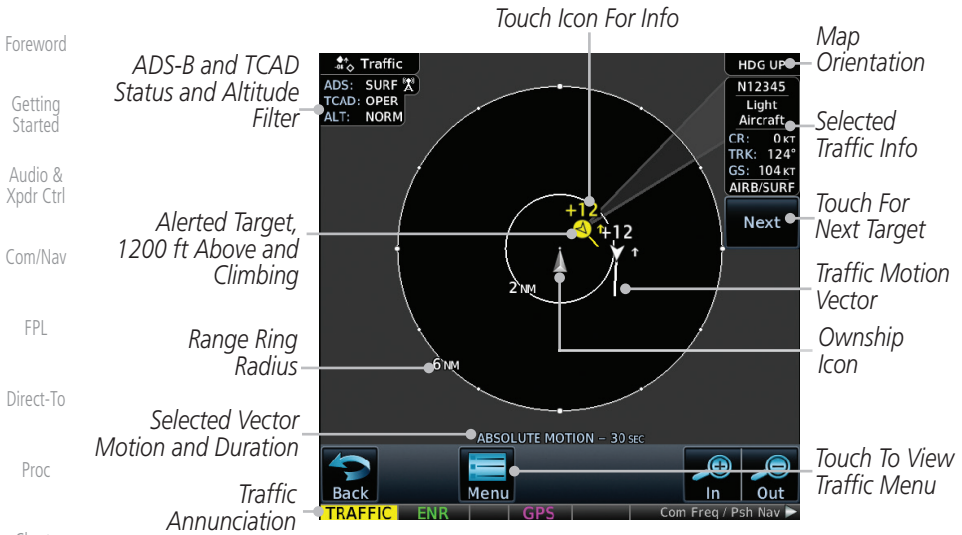 Foreword
Getting
Started
Audio &
Xpdr Ctrl
Com/Nav
FPL
Direct-To
Proc
Touch Icon For Info
ADS-B and TCAD
Status and Altitude
Filter
Alerted Target,
1200 ft Above and
Climbing
Range Ring
Radius
Selected Vector
Motion and Duration
Traffic
Annunciation
Traffic
ADS: SURF
TCAD: OPER
ALT: NORM
HDG UP
N12345
Light
Aircraft
CR: 0 KT
TRK: 124°
GS: 104 KT
AIRB/SURF
Next
+12
+12
2 NM
6 NM
ABSOLUTE MOTION – 30 SEC
Back
Menu
In
Out
TRAFFIC ENR GPS Com Freq / Psh Nav
Map
Orientation
Selected
Traffic Info
Touch For
Next Target
Traffic Motion
Vector
Ownship
Icon
Touch To View
Traffic Menu